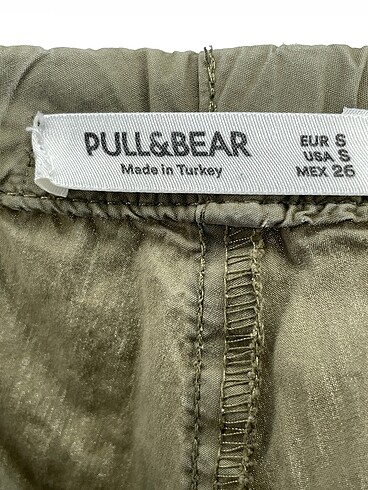 PULL&BEAR
Made in Turkey
EUR S
USA S
MEX 26